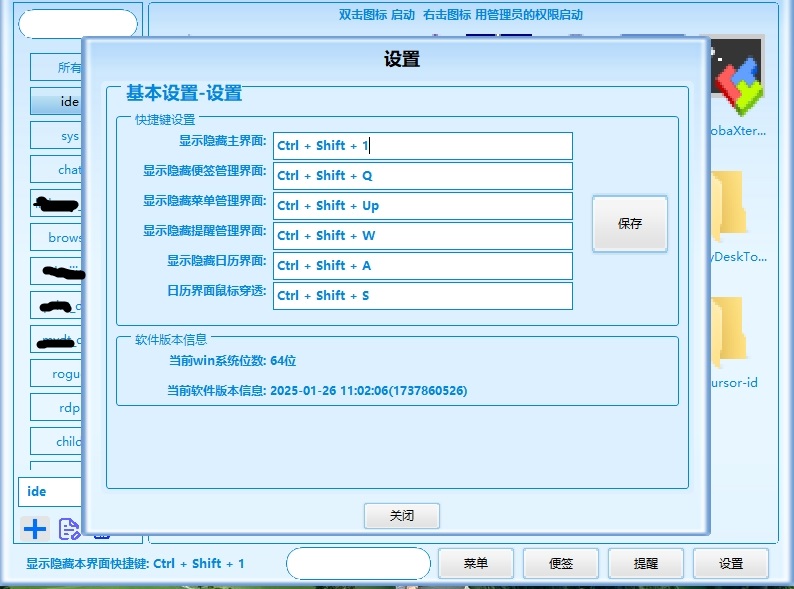 双击图标 启动 右击图标 用管理员的权限启动
设置
基本设置-设置
快捷键设置
显示隐藏主界面: Ctrl + Shift + 1
显示隐藏便签管理界面: Ctrl + Shift + Q
显示隐藏菜单管理界面: Ctrl + Shift + Up
显示隐藏提醒管理界面: Ctrl + Shift + W
显示隐藏日历界面: Ctrl + Shift + A
日历界面鼠标穿透: Ctrl + Shift + S
保存
软件版本信息
当前win系统位数: 64位
当前软件版本信息: 2025-01-26 11:02:06(1737860526)
关闭
所有
ide
sys
chat
brows
rogu
rdp
child
ide
obaXter...
yDeskTo...
ursor-id
显示隐藏本界面快捷键: Ctrl + Shift + 1
菜单
便签
提醒
设置